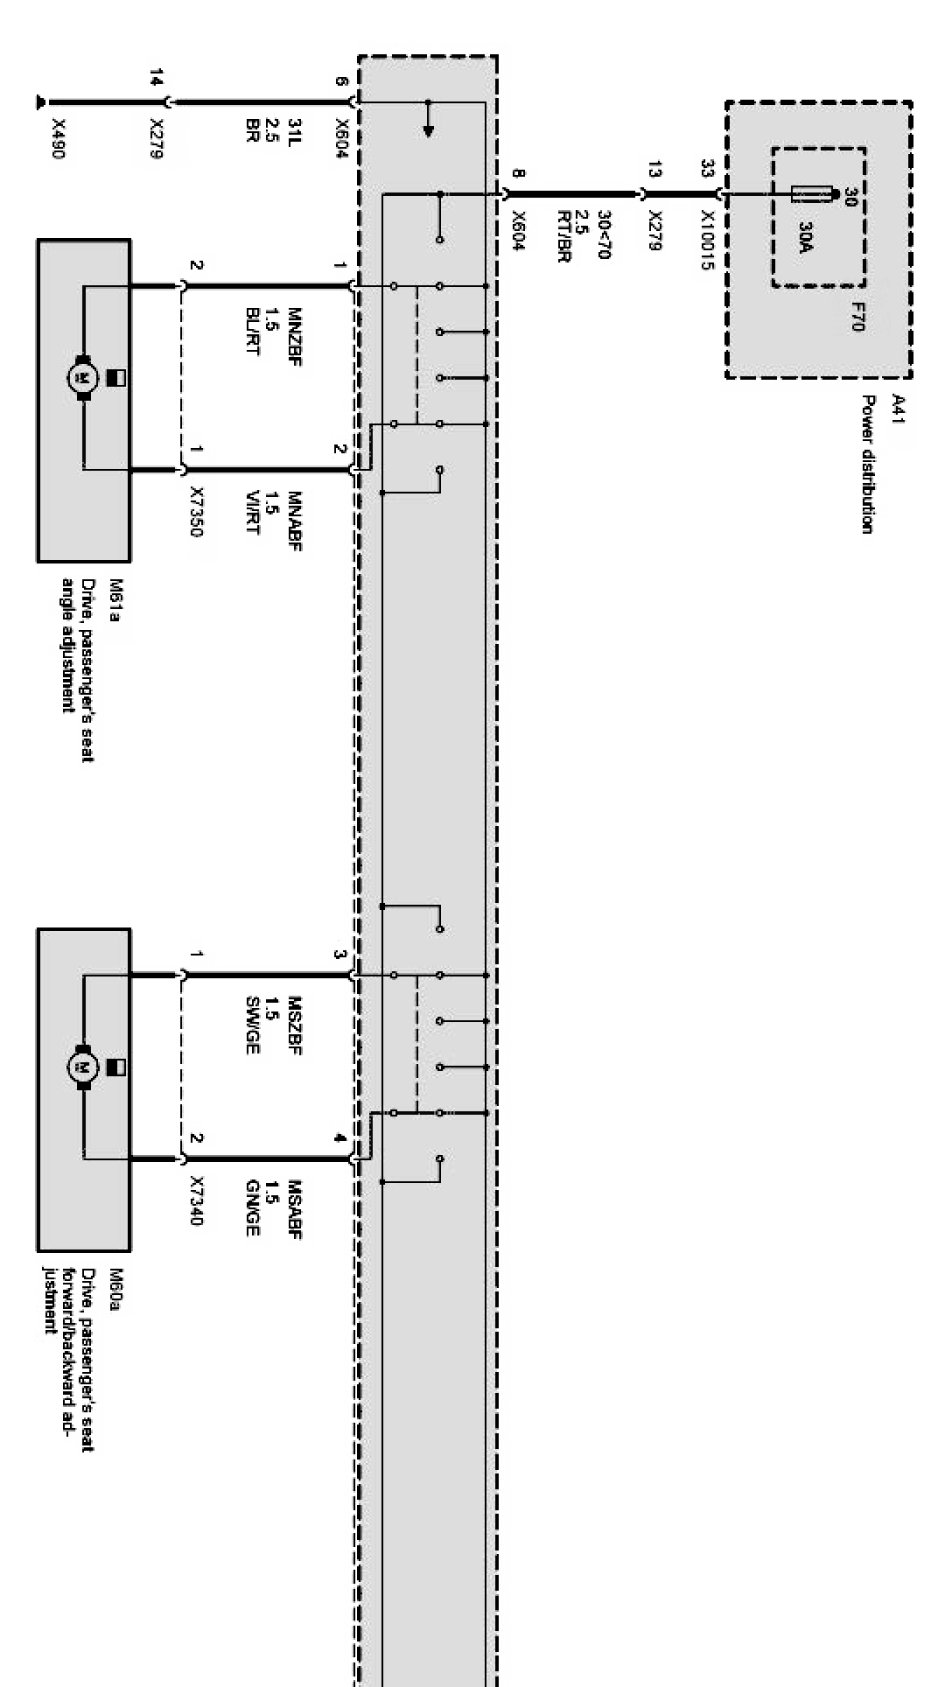 A41
Power distribution
F70
30
30A
33
X10015
13
X279
30<70
2.5
RT/BR
8
X604
6
X604
31L
2.5
BR
14
X279
X490
1
MNZBF
1.5
BL/RT
2
2
MNABF
1.5
VI/RT
1
X7350
M
M61a
Drive, passenger's seat
angle adjustment
3
MSZBF
1.5
SW/GE
1
4
MSABF
1.5
GN/GE
2
X7340
M
M60a
Drive, passenger's seat
forward/backward ad-
justment